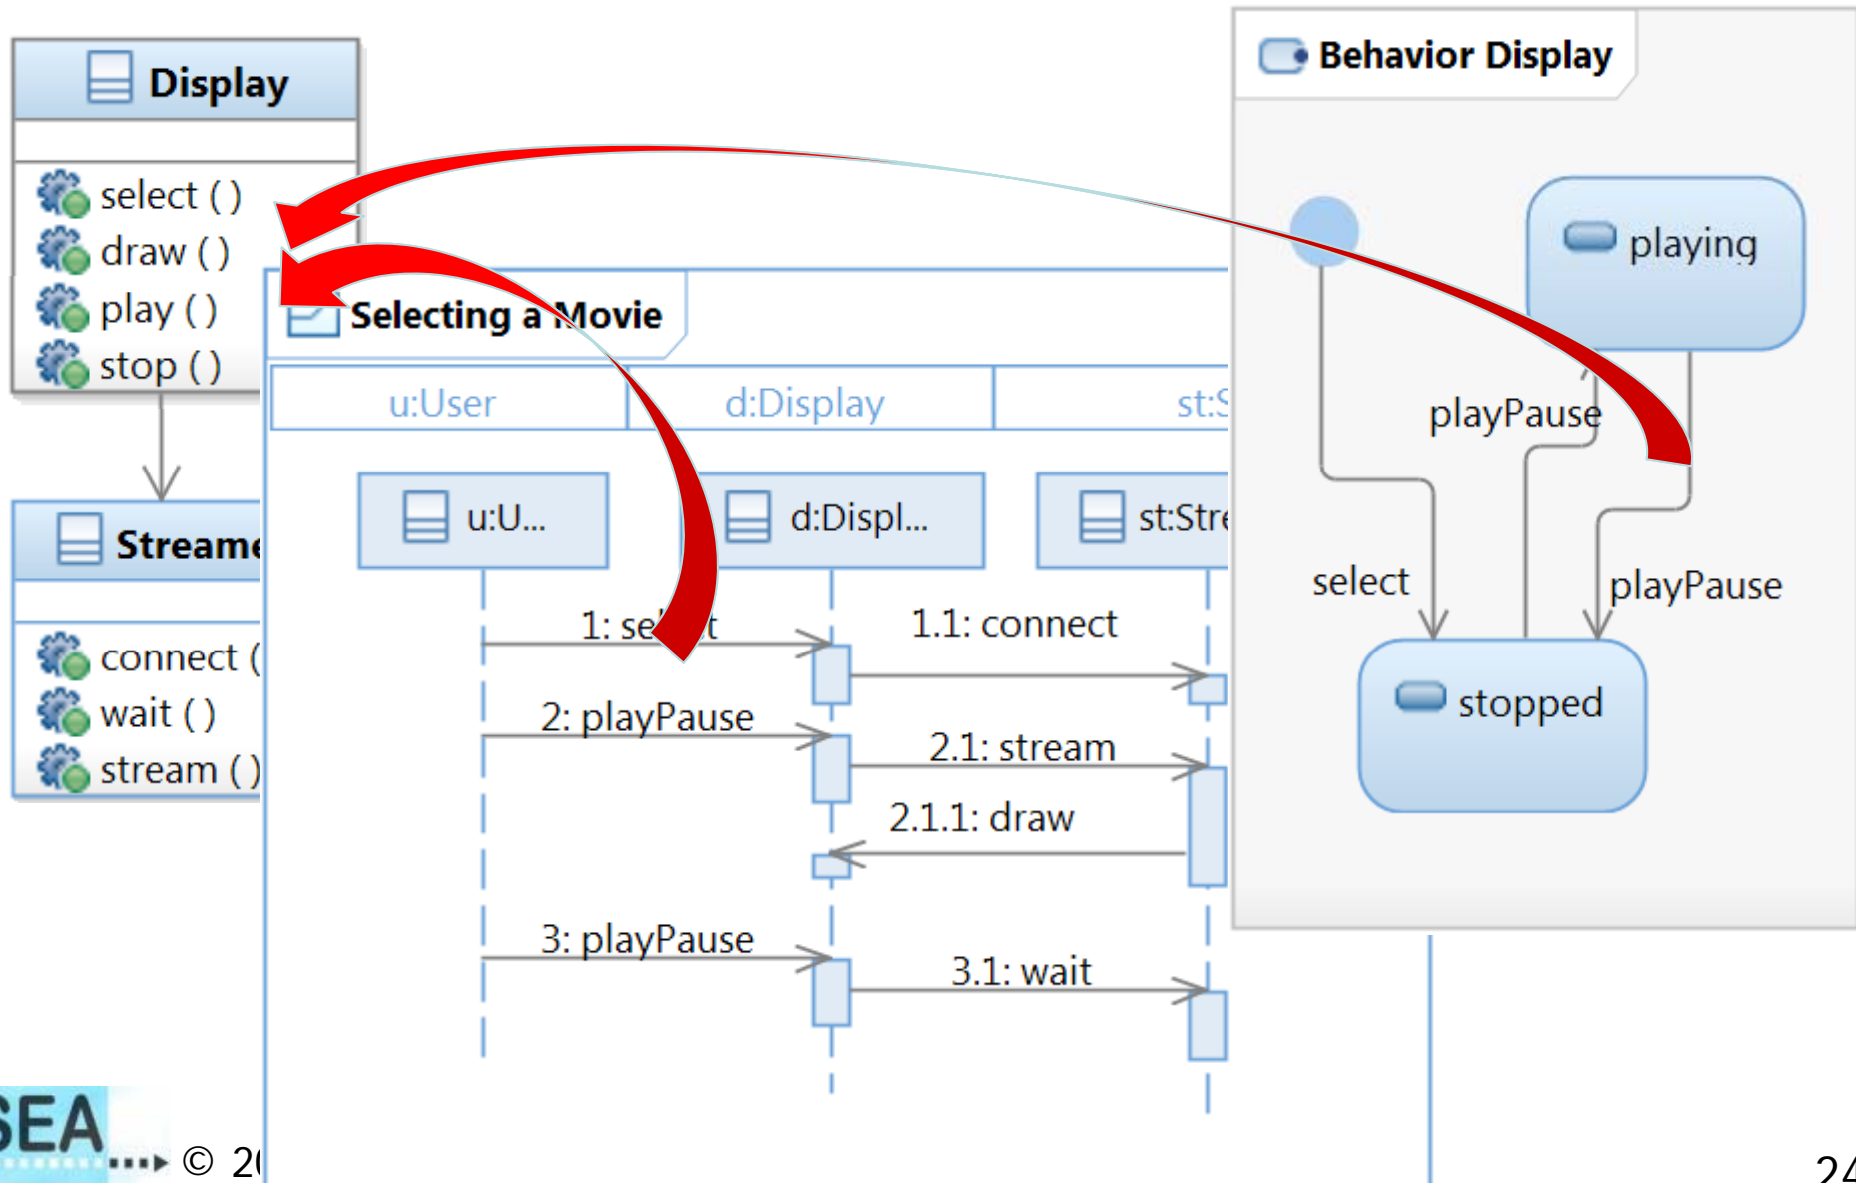 Display
select ( )
draw ( )
play ( )
stop ( )
connect (
wait ( )
stream ( )
Selecting a Movie
u:User
d:Display
u:U...
d:Displ...
1.1: connect
2: playPause
2.1: stream
2.1.1: draw
3: playPause
3.1: wait
Behavior Display
playing
playPause
select
playPause
stopped
SEA
©